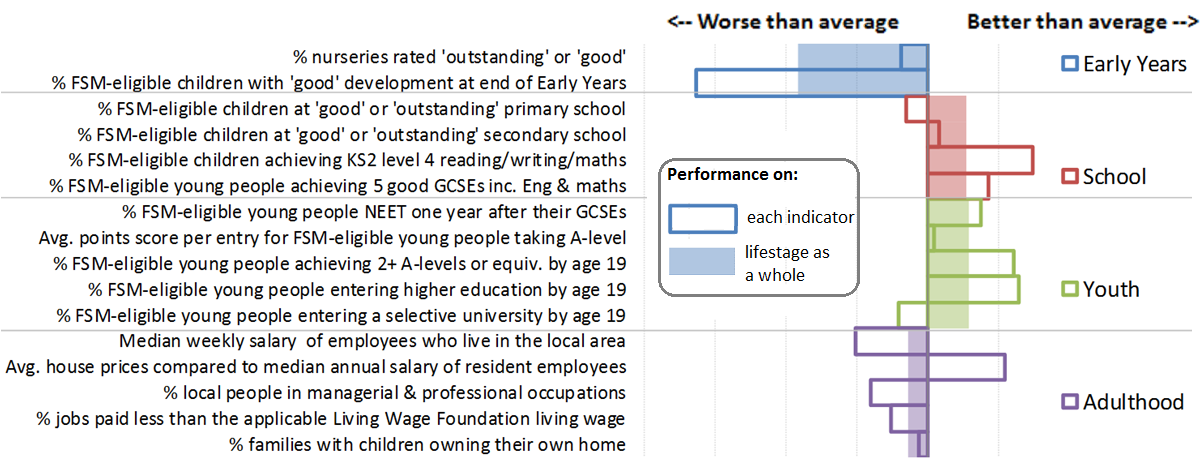 <-- Worse than average
Better than average -->
% nurseries rated 'outstanding' or 'good'
% FSM-eligible children with 'good' development at end of Early Years
% FSM-eligible children at 'good' or 'outstanding' primary school
% FSM-eligible children at 'good' or 'outstanding' secondary school
% FSM-eligible children achieving KS2 level 4 reading/writing/maths
% FSM-eligible young people achieving 5 good GCSEs inc. Eng & maths
% FSM-eligible young people NEET one year after their GCSEs
Avg. points score per entry for FSM-eligible young people taking A-level
% FSM-eligible young people achieving 2+ A-levels or equiv. by age 19
% FSM-eligible young people entering higher education by age 19
% FSM-eligible young people entering a selective university by age 19
Median weekly salary of employees who live in the local area
Avg. house prices compared to median annual salary of resident employees
% local people in managerial & professional occupations
% jobs paid less than the applicable Living Wage Foundation living wage
% families with children owning their own home
Performance on:
each indicator
lifestage as
a whole
Early Years
School
Youth
Adulthood